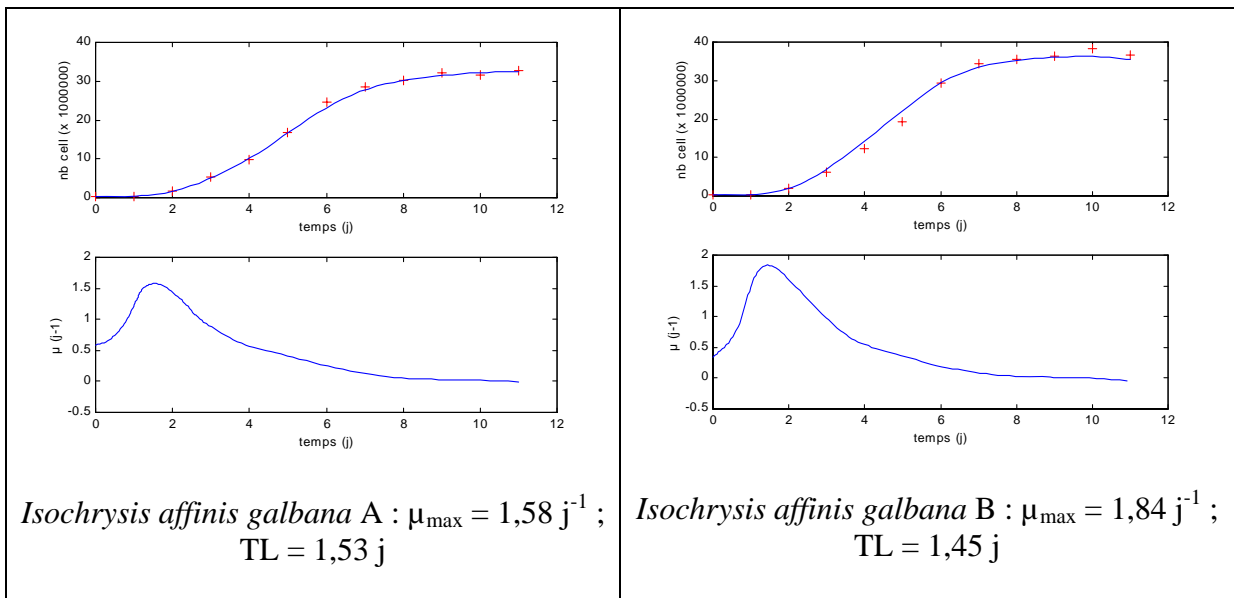 40
30
20
10
0
nb cell (x 1000000)
0 2 4 6 8 10 12
temps (j)
2
1.5
1
0.5
0
-0.5
µ (j-1)
0 2 4 6 8 10 12
temps (j)
Isochrysis affinis galbana A : µmax = 1,58 j-1 ;
TL = 1,53 j
40
30
20
10
0
nb cell (x 1000000)
0 2 4 6 8 10 12
temps (j)
2
1.5
1
0.5
0
-0.5
µ (j-1)
0 2 4 6 8 10 12
temps (j)
Isochrysis affinis galbana B : µmax = 1,84 j-1 ;
TL = 1,45 j